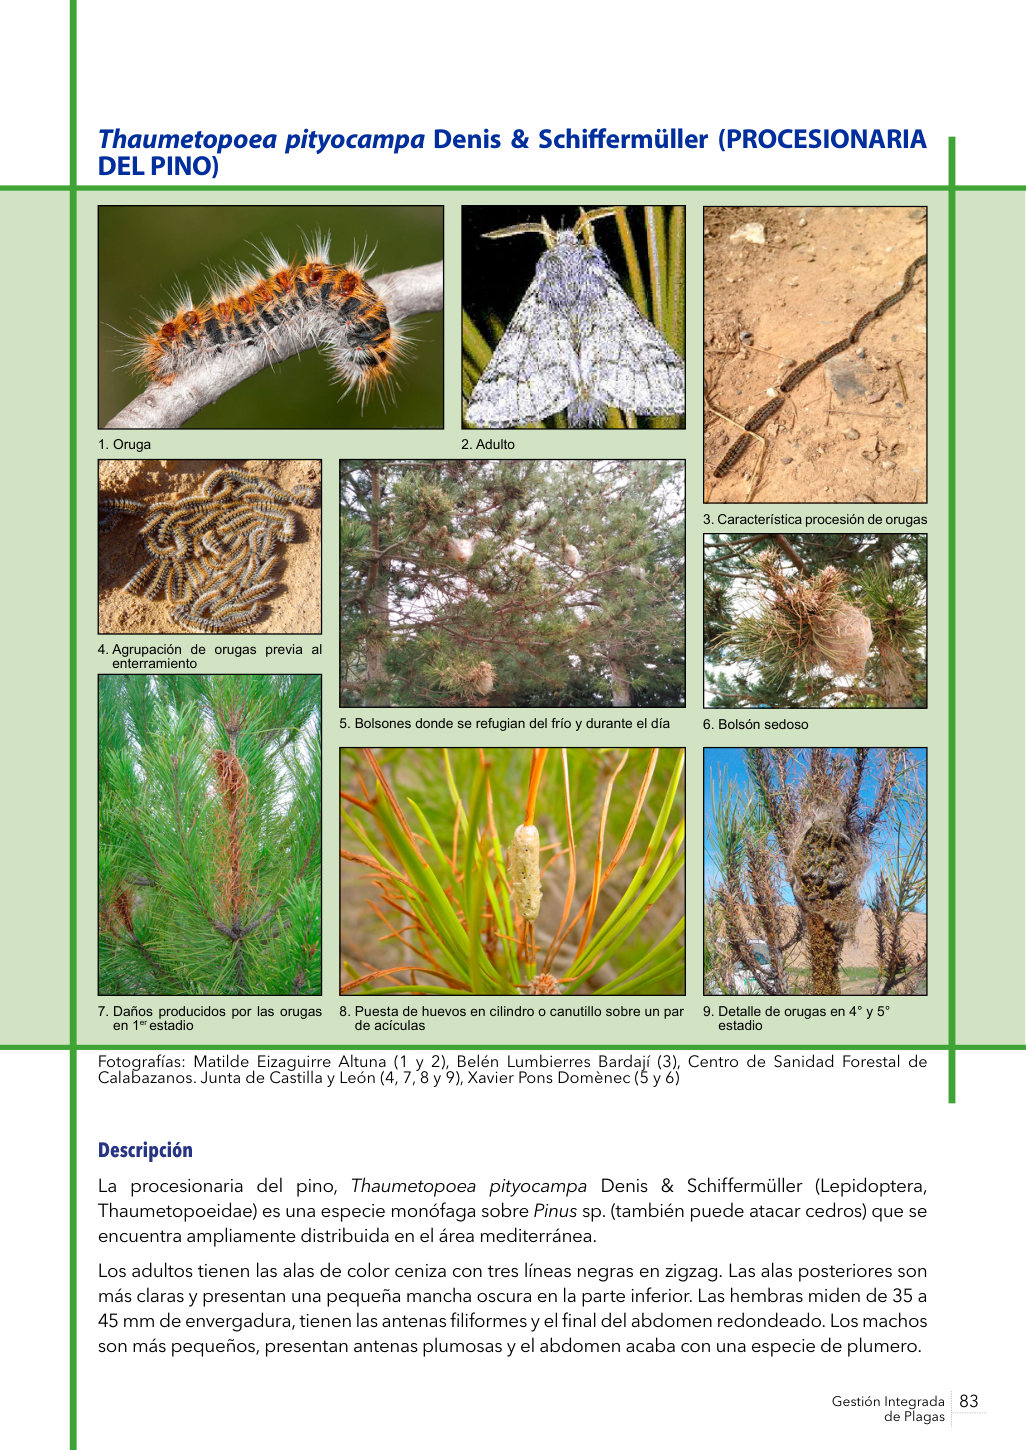 Thaumetopoea pityocampa Denis & Schiffermüller (PROCESIONARIA
DEL PINO)
1. Oruga
2. Adulto
3. Característica procesión de orugas
4. Agrupación de orugas previa al
enterramiento
5. Bolsones donde se refugian del frío y durante el día
6. Bolsón sedoso
7. Daños producidos por las orugas
en 1er estadio
8. Puesta de huevos en cilindro o canutillo sobre un par
de acículas
9. Detalle de orugas en 4° y 5°
estadio
Fotografías: Matilde Eizaguirre Altuna (1 y 2), Belén Lumbierres Bardají (3), Centro de Sanidad Forestal de
Calabazanos. Junta de Castilla y León (4, 7, 8 y 9), Xavier Pons Domènec (5 y 6)
Descripción
La procesionaria del pino, Thaumetopoea pityocampa Denis & Schiffermüller (Lepidoptera,
Thaumetopoeidae) es una especie monófaga sobre Pinus sp. (también puede atacar cedros) que se
encuentra ampliamente distribuida en el área mediterránea.
Los adultos tienen las alas de color ceniza con tres líneas negras en zigzag. Las alas posteriores son
más claras y presentan una pequeña mancha oscura en la parte inferior. Las hembras miden de 35 a
45 mm de envergadura, tienen las antenas filiformes y el final del abdomen redondeado. Los machos
son más pequeños, presentan antenas plumosas y el abdomen acaba con una especie de plumero.
Gestión Integrada
de Plagas
83